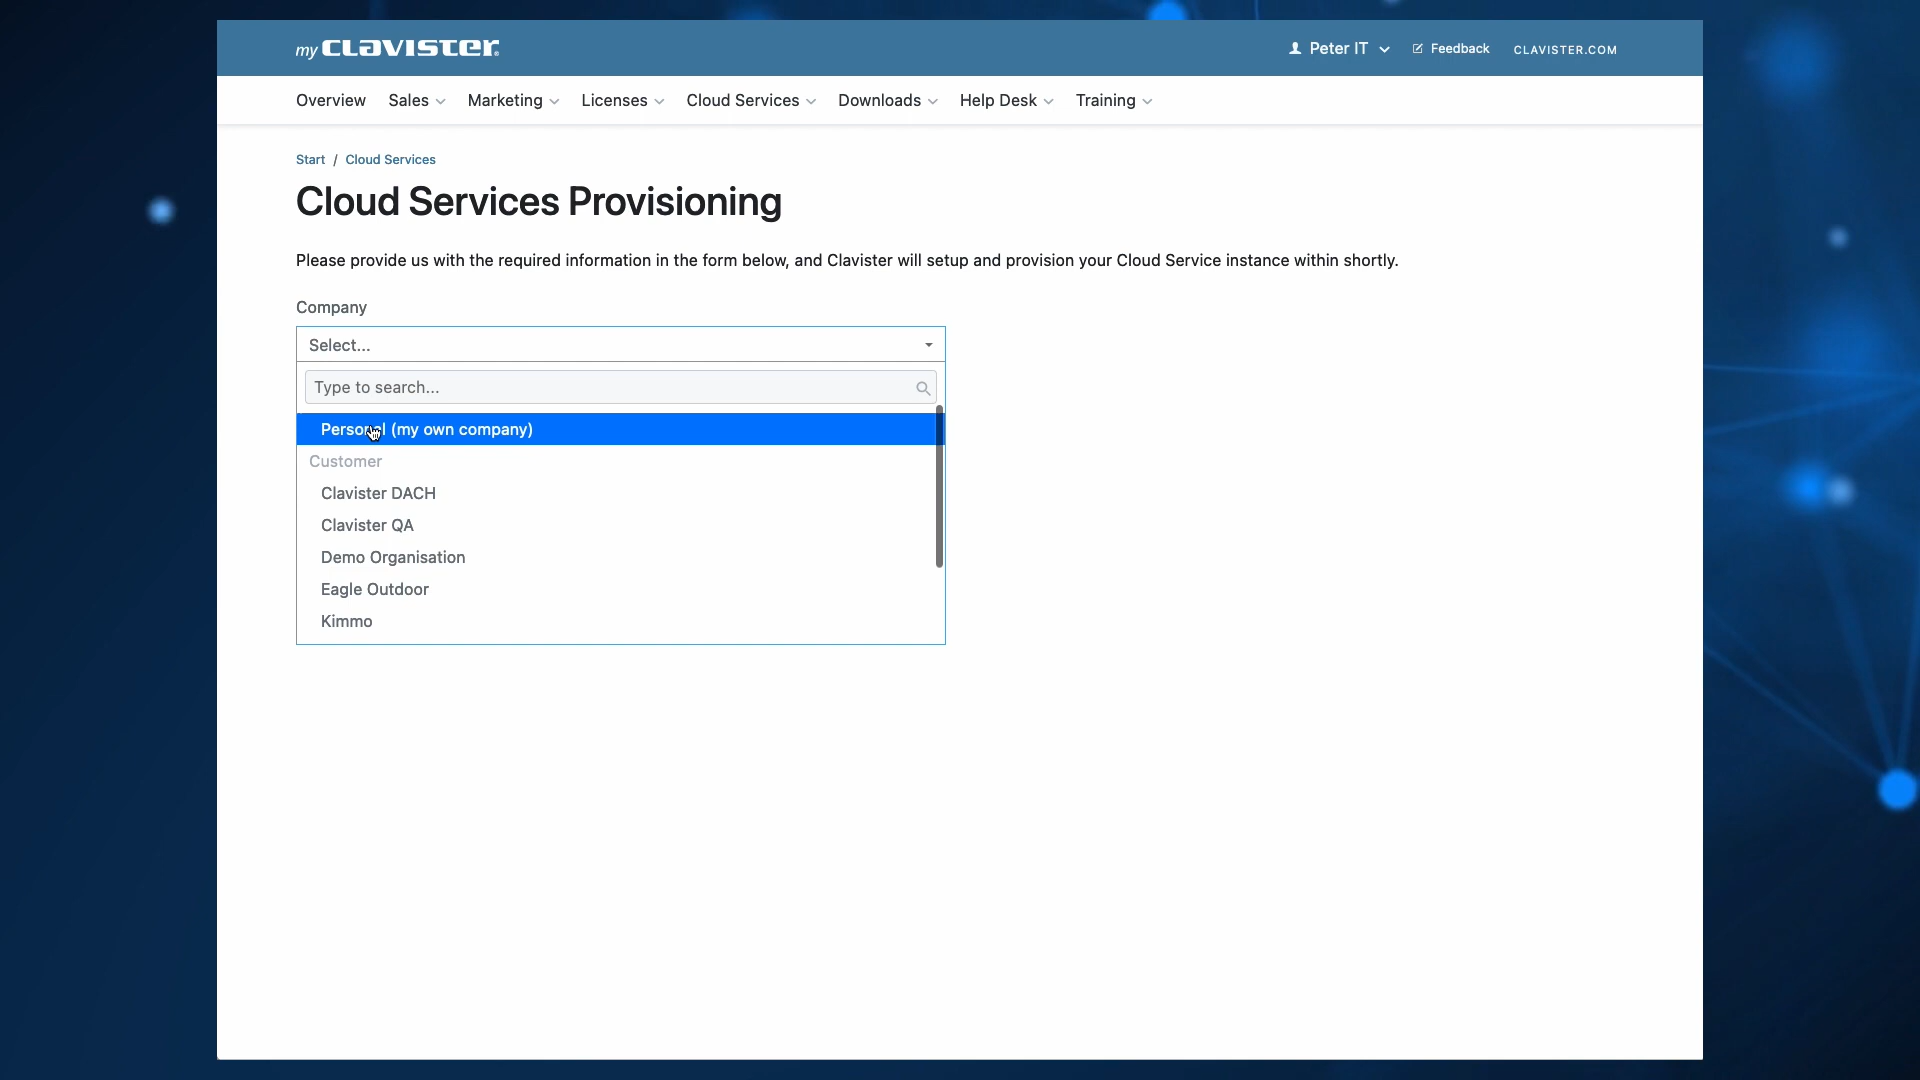 my CLAVISTER
Peter IT
Feedback
CLAVISTER.COM
Overview
Sales
Marketing
Licenses
Cloud Services
Downloads
Help Desk
Training
Start / Cloud Services
Cloud Services Provisioning
Please provide us with the required information in the form below, and Clavister will setup and provision your Cloud Service instance within shortly.
Company
Select...
Type to search...
Personal (my own company)
Customer
Clavister DACH
Clavister QA
Demo Organisation
Eagle Outdoor
Kimmo